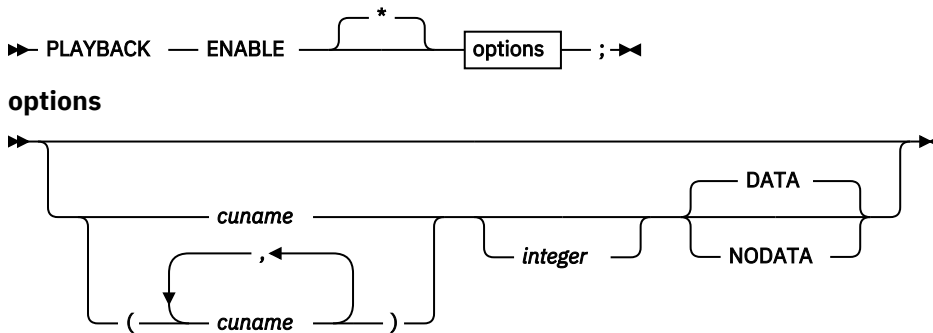 *
PLAYBACK ENABLE options ;
options
DATA
cuname
integer
NODATA
,
( cuname )